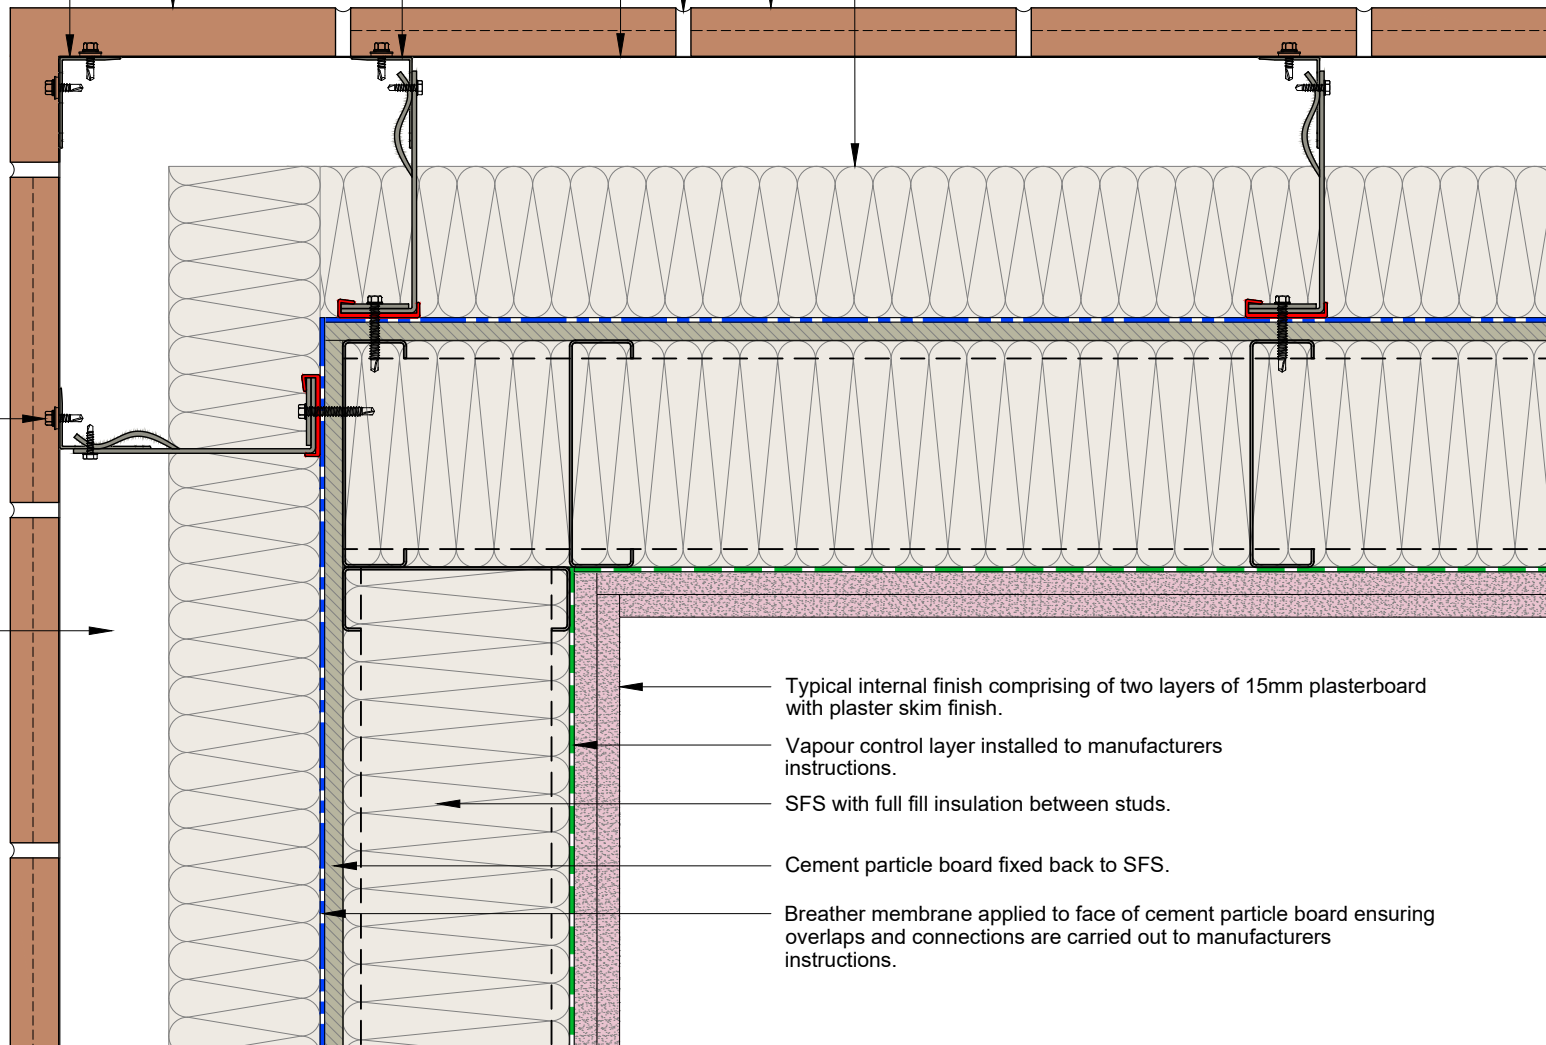 Typical internal finish comprising of two layers of 15mm plasterboard
with plaster skim finish.
Vapour control layer installed to manufacturers
instructions.
SFS with full fill insulation between studs.
Cement particle board fixed back to SFS.
Breather membrane applied to face of cement particle board ensuring
overlaps and connections are carried out to manufacturers
instructions.